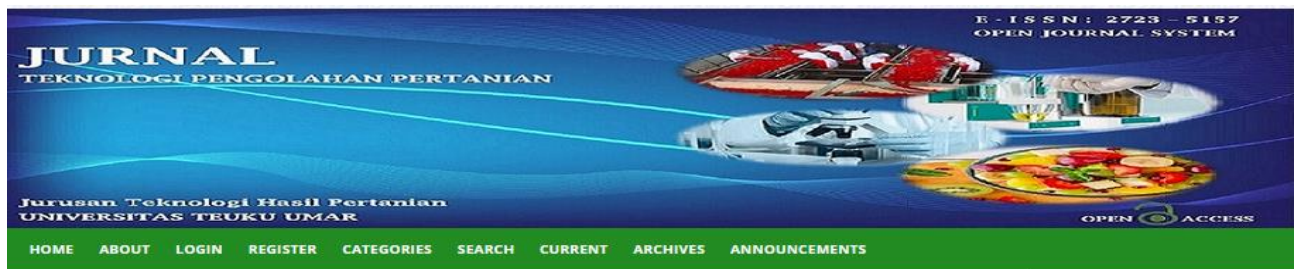 E-ISSN: 2723-5157
OPEN JOURNAL SYSTEM
JURNAL
TEKNOLOGI PENGOLAHAN PERTANIAN
Jurusan Teknologi Hasil Pertanian
UNIVERSITAS TEUKU UMAR
OPEN ACCESS
HOME ABOUT LOGIN REGISTER CATEGORIES SEARCH CURRENT ARCHIVES ANNOUNCEMENTS